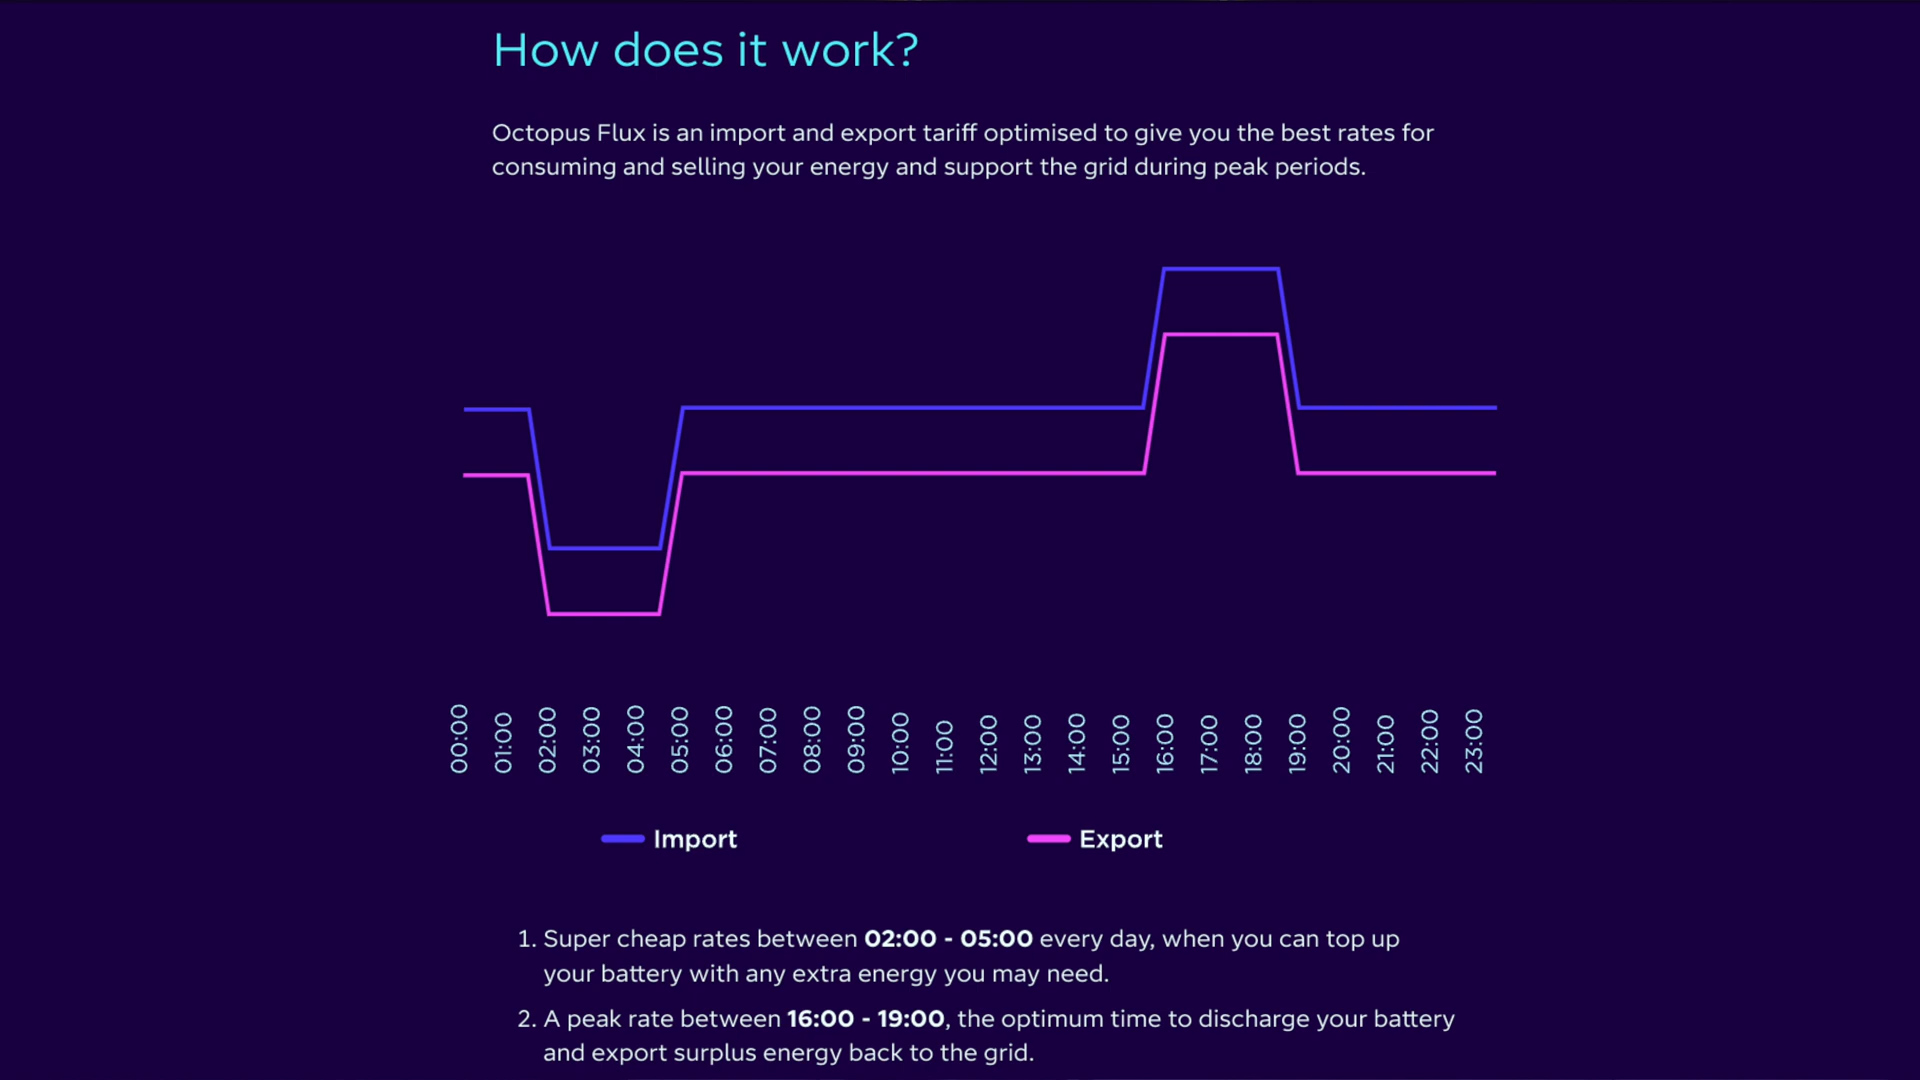 How does it work?
Octopus Flux is an import and export tariff optimised to give you the best rates for
consuming and selling your energy and support the grid during peak periods.
00:00
01:00
02:00
03:00
04:00
05:00
06:00
07:00
08:00
09:00
10:00
11:00
12:00
13:00
14:00
15:00
16:00
17:00
18:00
19:00
20:00
21:00
22:00
23:00
Import
Export
1. Super cheap rates between 02:00 - 05:00 every day, when you can top up
your battery with any extra energy you may need.
2. A peak rate between 16:00 - 19:00, the optimum time to discharge your battery
and export surplus energy back to the grid.